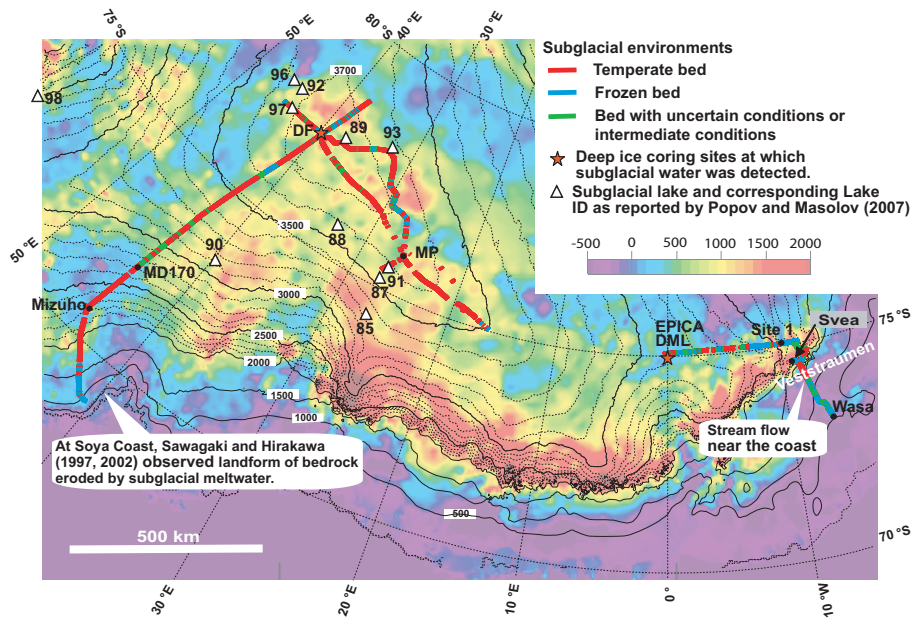 75 °S
50 °E
80 °S
40 °E
30 °E
Subglacial environments
Temperate bed
Frozen bed
Bed with uncertain conditions or
intermediate conditions
Deep ice coring sites at which
subglacial water was detected.
Subglacial lake and corresponding Lake
ID as reported by Popov and Masolov (2007)
-500 0 500 1000 1500 2000
98
96
92
3700
97
DF
89
93
50 °E
90
3500
88
MP
MD170
91
87
Mizuho
3000
85
2500
2000
1500
1000
EPICA
DML
Site 1
Svea
75 °S
Veststraumen
Wasa
Stream flow
near the coast
At Soya Coast, Sawagaki and Hirakawa
(1997, 2002) observed landform of bedrock
eroded by subglacial meltwater.
500
500 km
70 °S
30 °E
20 °E
10 °E
0
10 °W